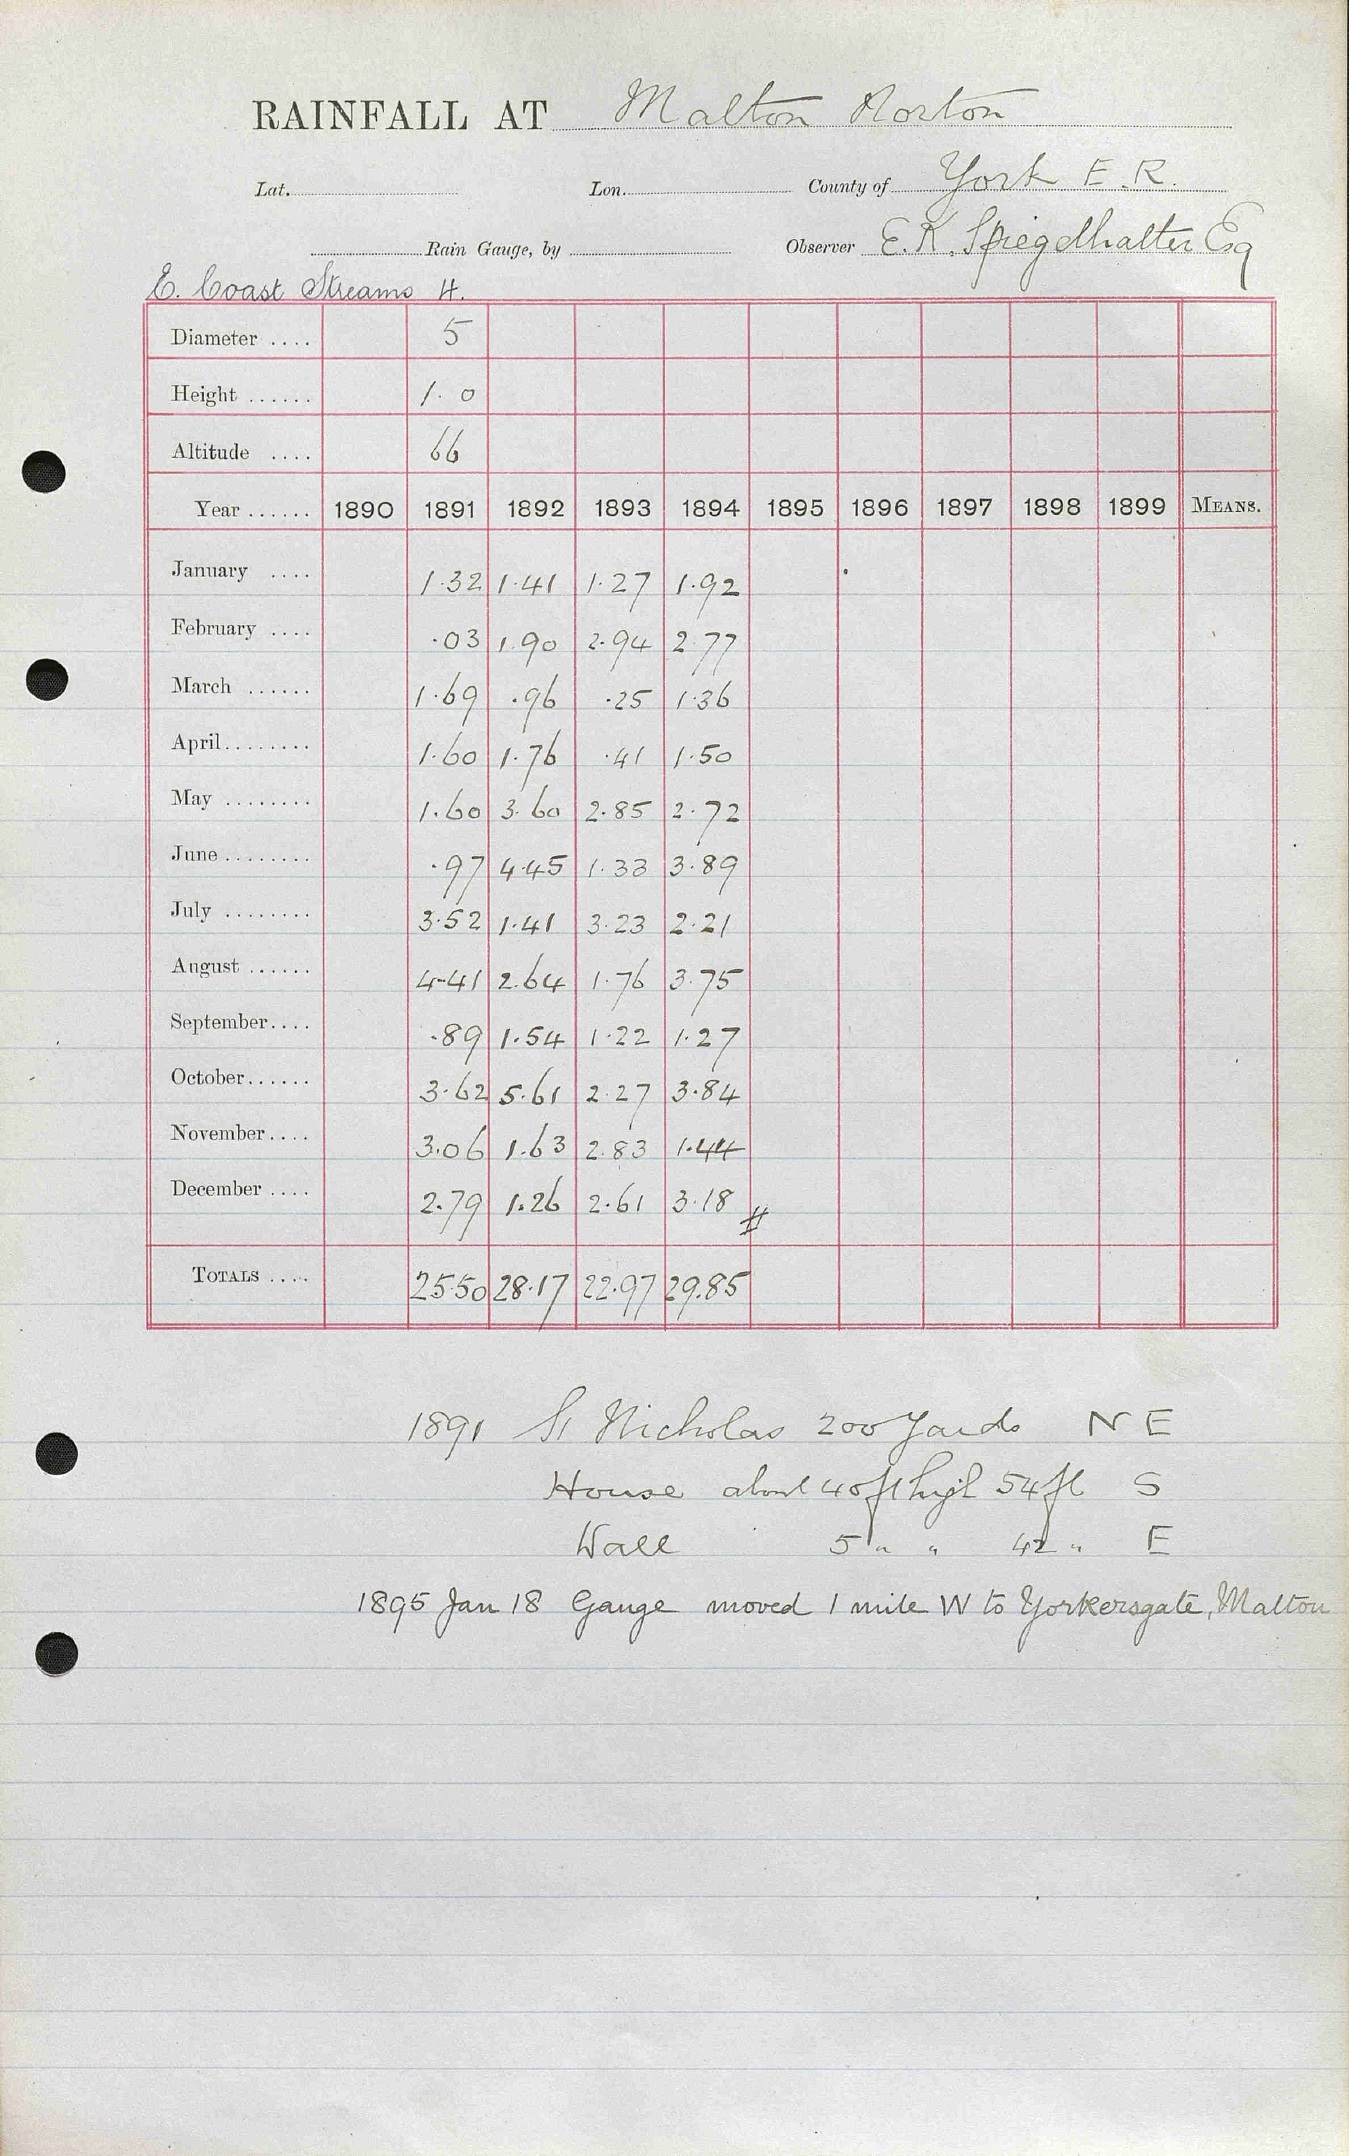 RAINFALL AT Malton Norton
Lat. Lon. County of York E.R.
Rain Gauge, by Observer E.K. Spiegelhalter Esq
E. Coast Streams 4.
Diameter .... 5
Height ...... 1.0
Altitude .... 66
Year ...... 1890 1891 1892 1893 1894 1895 1896 1897 1898 1899 MEANS.
January .... 1.32 1.41 1.27 1.92
February .... .03 1.90 2.94 2.77
March ...... 1.69 .96 .25 1.36
April........ 1.60 1.76 .41 1.50
May ........ 1.60 3.60 2.85 2.72
June ........ .97 4.45 1.33 3.89
July ........ 3.52 1.41 3.23 2.21
August ...... 4.41 2.64 1.76 3.75
September.... .89 1.54 1.22 1.27
October...... 3.62 5.61 2.27 3.84
November.... 3.06 1.63 2.83 1.44
December .... 2.79 1.26 2.61 3.18 #
TOTALS .... 25.50 28.17 22.97 29.85
1891 St Nicholas 200 Yards N E
House about 40 ft high 54 ft S
Wall 5 " " 42 " E
1895 Jan 18 Gauge moved 1 mile W to Yorkersgate, Malton